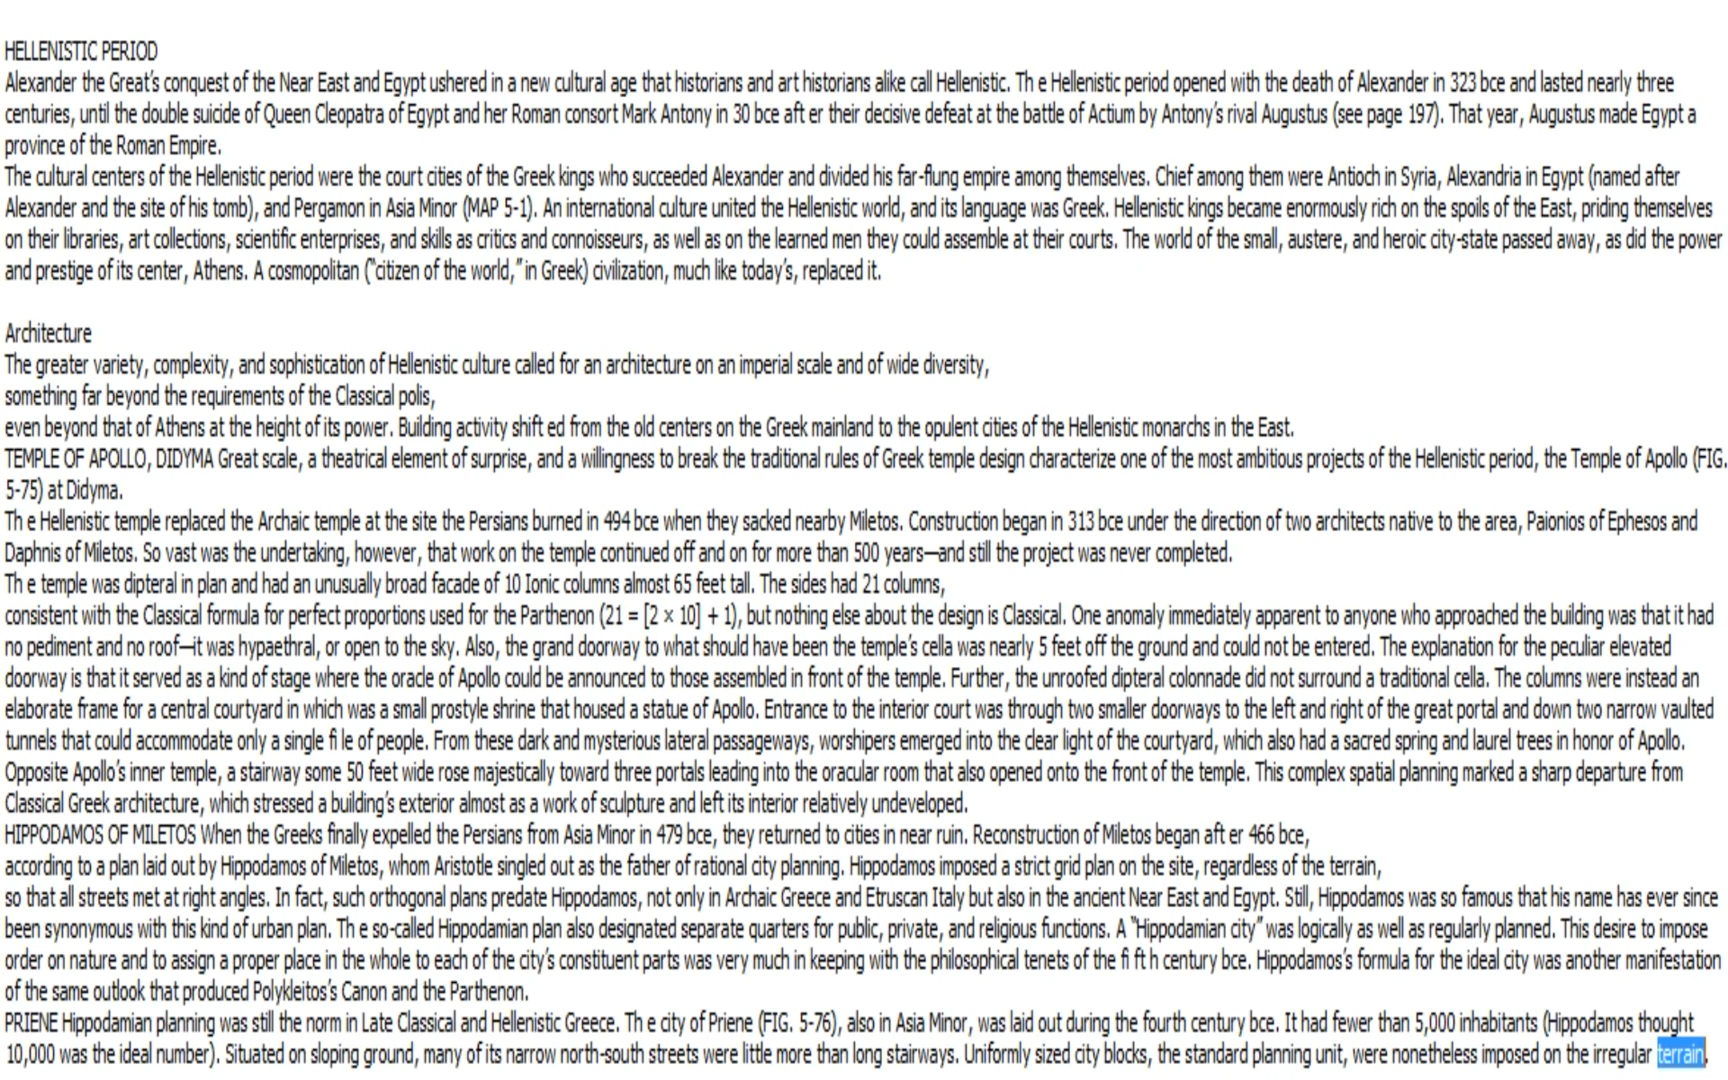 HELLENISTIC PERIOD
Alexander the Great's conquest of the Near East and Egypt ushered in a new cultural age that historians and art historians alike call Hellenistic. Th e Hellenistic period opened with the death of Alexander in 323 bce and lasted nearly three
centuries, until the double suicide of Queen Cleopatra of Egypt and her Roman consort Mark Antony in 30 bce aft er their decisive defeat at the battle of Actium by Antony's rival Augustus (see page 197). That year, Augustus made Egypt a
province of the Roman Empire.
The cultural centers of the Hellenistic period were the court cities of the Greek kings who succeeded Alexander and divided his far-flung empire among themselves. Chief among them were Antioch in Syria, Alexandria in Egypt (named after
Alexander and the site of his tomb), and Pergamon in Asia Minor (MAP 5-1). An international culture united the Hellenistic world, and its language was Greek. Hellenistic kings became enormously rich on the spoils of the East, priding themselves
on their libraries, art collections, scientific enterprises, and skills as critics and connoisseurs, as well as on the learned men they could assemble at their courts. The world of the small, austere, and heroic city-state passed away, as did the power
and prestige of its center, Athens. A cosmopolitan ("citizen of the world," in Greek) civilization, much like today's, replaced it.
Architecture
The greater variety, complexity, and sophistication of Hellenistic culture called for an architecture on an imperial scale and of wide diversity,
something far beyond the requirements of the Classical polis,
even beyond that of Athens at the height of its power. Building activity shift ed from the old centers on the Greek mainland to the opulent cities of the Hellenistic monarchs in the East.
TEMPLE OF APOLLO, DIDYMA Great scale, a theatrical element of surprise, and a willingness to break the traditional rules of Greek temple design characterize one of the most ambitious projects of the Hellenistic period, the Temple of Apollo (FIG.
5-75) at Didyma.
Th e Hellenistic temple replaced the Archaic temple at the site the Persians burned in 494 bce when they sacked nearby Miletos. Construction began in 313 bce under the direction of two architects native to the area, Paionios of Ephesos and
Daphnis of Miletos. So vast was the undertaking, however, that work on the temple continued off and on for more than 500 years—and still the project was never completed.
Th e temple was dipteral in plan and had an unusually broad facade of 10 Ionic columns almost 65 feet tall. The sides had 21 columns,
consistent with the Classical formula for perfect proportions used for the Parthenon (21 = [2 × 10] + 1), but nothing else about the design is Classical. One anomaly immediately apparent to anyone who approached the building was that it had
no pediment and no roof—it was hypaethral, or open to the sky. Also, the grand doorway to what should have been the temple's cella was nearly 5 feet off the ground and could not be entered. The explanation for the peculiar elevated
doorway is that it served as a kind of stage where the oracle of Apollo could be announced to those assembled in front of the temple. Further, the unroofed dipteral colonnade did not surround a traditional cella. The columns were instead an
elaborate frame for a central courtyard in which was a small prostyle shrine that housed a statue of Apollo. Entrance to the interior court was through two smaller doorways to the left and right of the great portal and down two narrow vaulted
tunnels that could accommodate only a single fi le of people. From these dark and mysterious lateral passageways, worshipers emerged into the clear light of the courtyard, which also had a sacred spring and laurel trees in honor of Apollo.
Opposite Apollo's inner temple, a stairway some 50 feet wide rose majestically toward three portals leading into the oracular room that also opened onto the front of the temple. This complex spatial planning marked a sharp departure from
Classical Greek architecture, which stressed a building's exterior almost as a work of sculpture and left its interior relatively undeveloped.
HIPPODAMOS OF MILETOS When the Greeks finally expelled the Persians from Asia Minor in 479 bce, they returned to cities in near ruin. Reconstruction of Miletos began aft er 466 bce,
according to a plan laid out by Hippodamos of Miletos, whom Aristotle singled out as the father of rational city planning. Hippodamos imposed a strict grid plan on the site, regardless of the terrain,
so that all streets met at right angles. In fact, such orthogonal plans predate Hippodamos, not only in Archaic Greece and Etruscan Italy but also in the ancient Near East and Egypt. Still, Hippodamos was so famous that his name has ever since
been synonymous with this kind of urban plan. Th e so-called Hippodamian plan also designated separate quarters for public, private, and religious functions. A "Hippodamian city" was logically as well as regularly planned. This desire to impose
order on nature and to assign a proper place in the whole to each of the city's constituent parts was very much in keeping with the philosophical tenets of the fi ft h century bce. Hippodamos's formula for the ideal city was another manifestation
of the same outlook that produced Polykleitos's Canon and the Parthenon.
PRIENE Hippodamian planning was still the norm in Late Classical and Hellenistic Greece. Th e city of Priene (FIG. 5-76), also in Asia Minor, was laid out during the fourth century bce. It had fewer than 5,000 inhabitants (Hippodamos thought
10,000 was the ideal number). Situated on sloping ground, many of its narrow north-south streets were little more than long stairways. Uniformly sized city blocks, the standard planning unit, were nonetheless imposed on the irregular terrain.